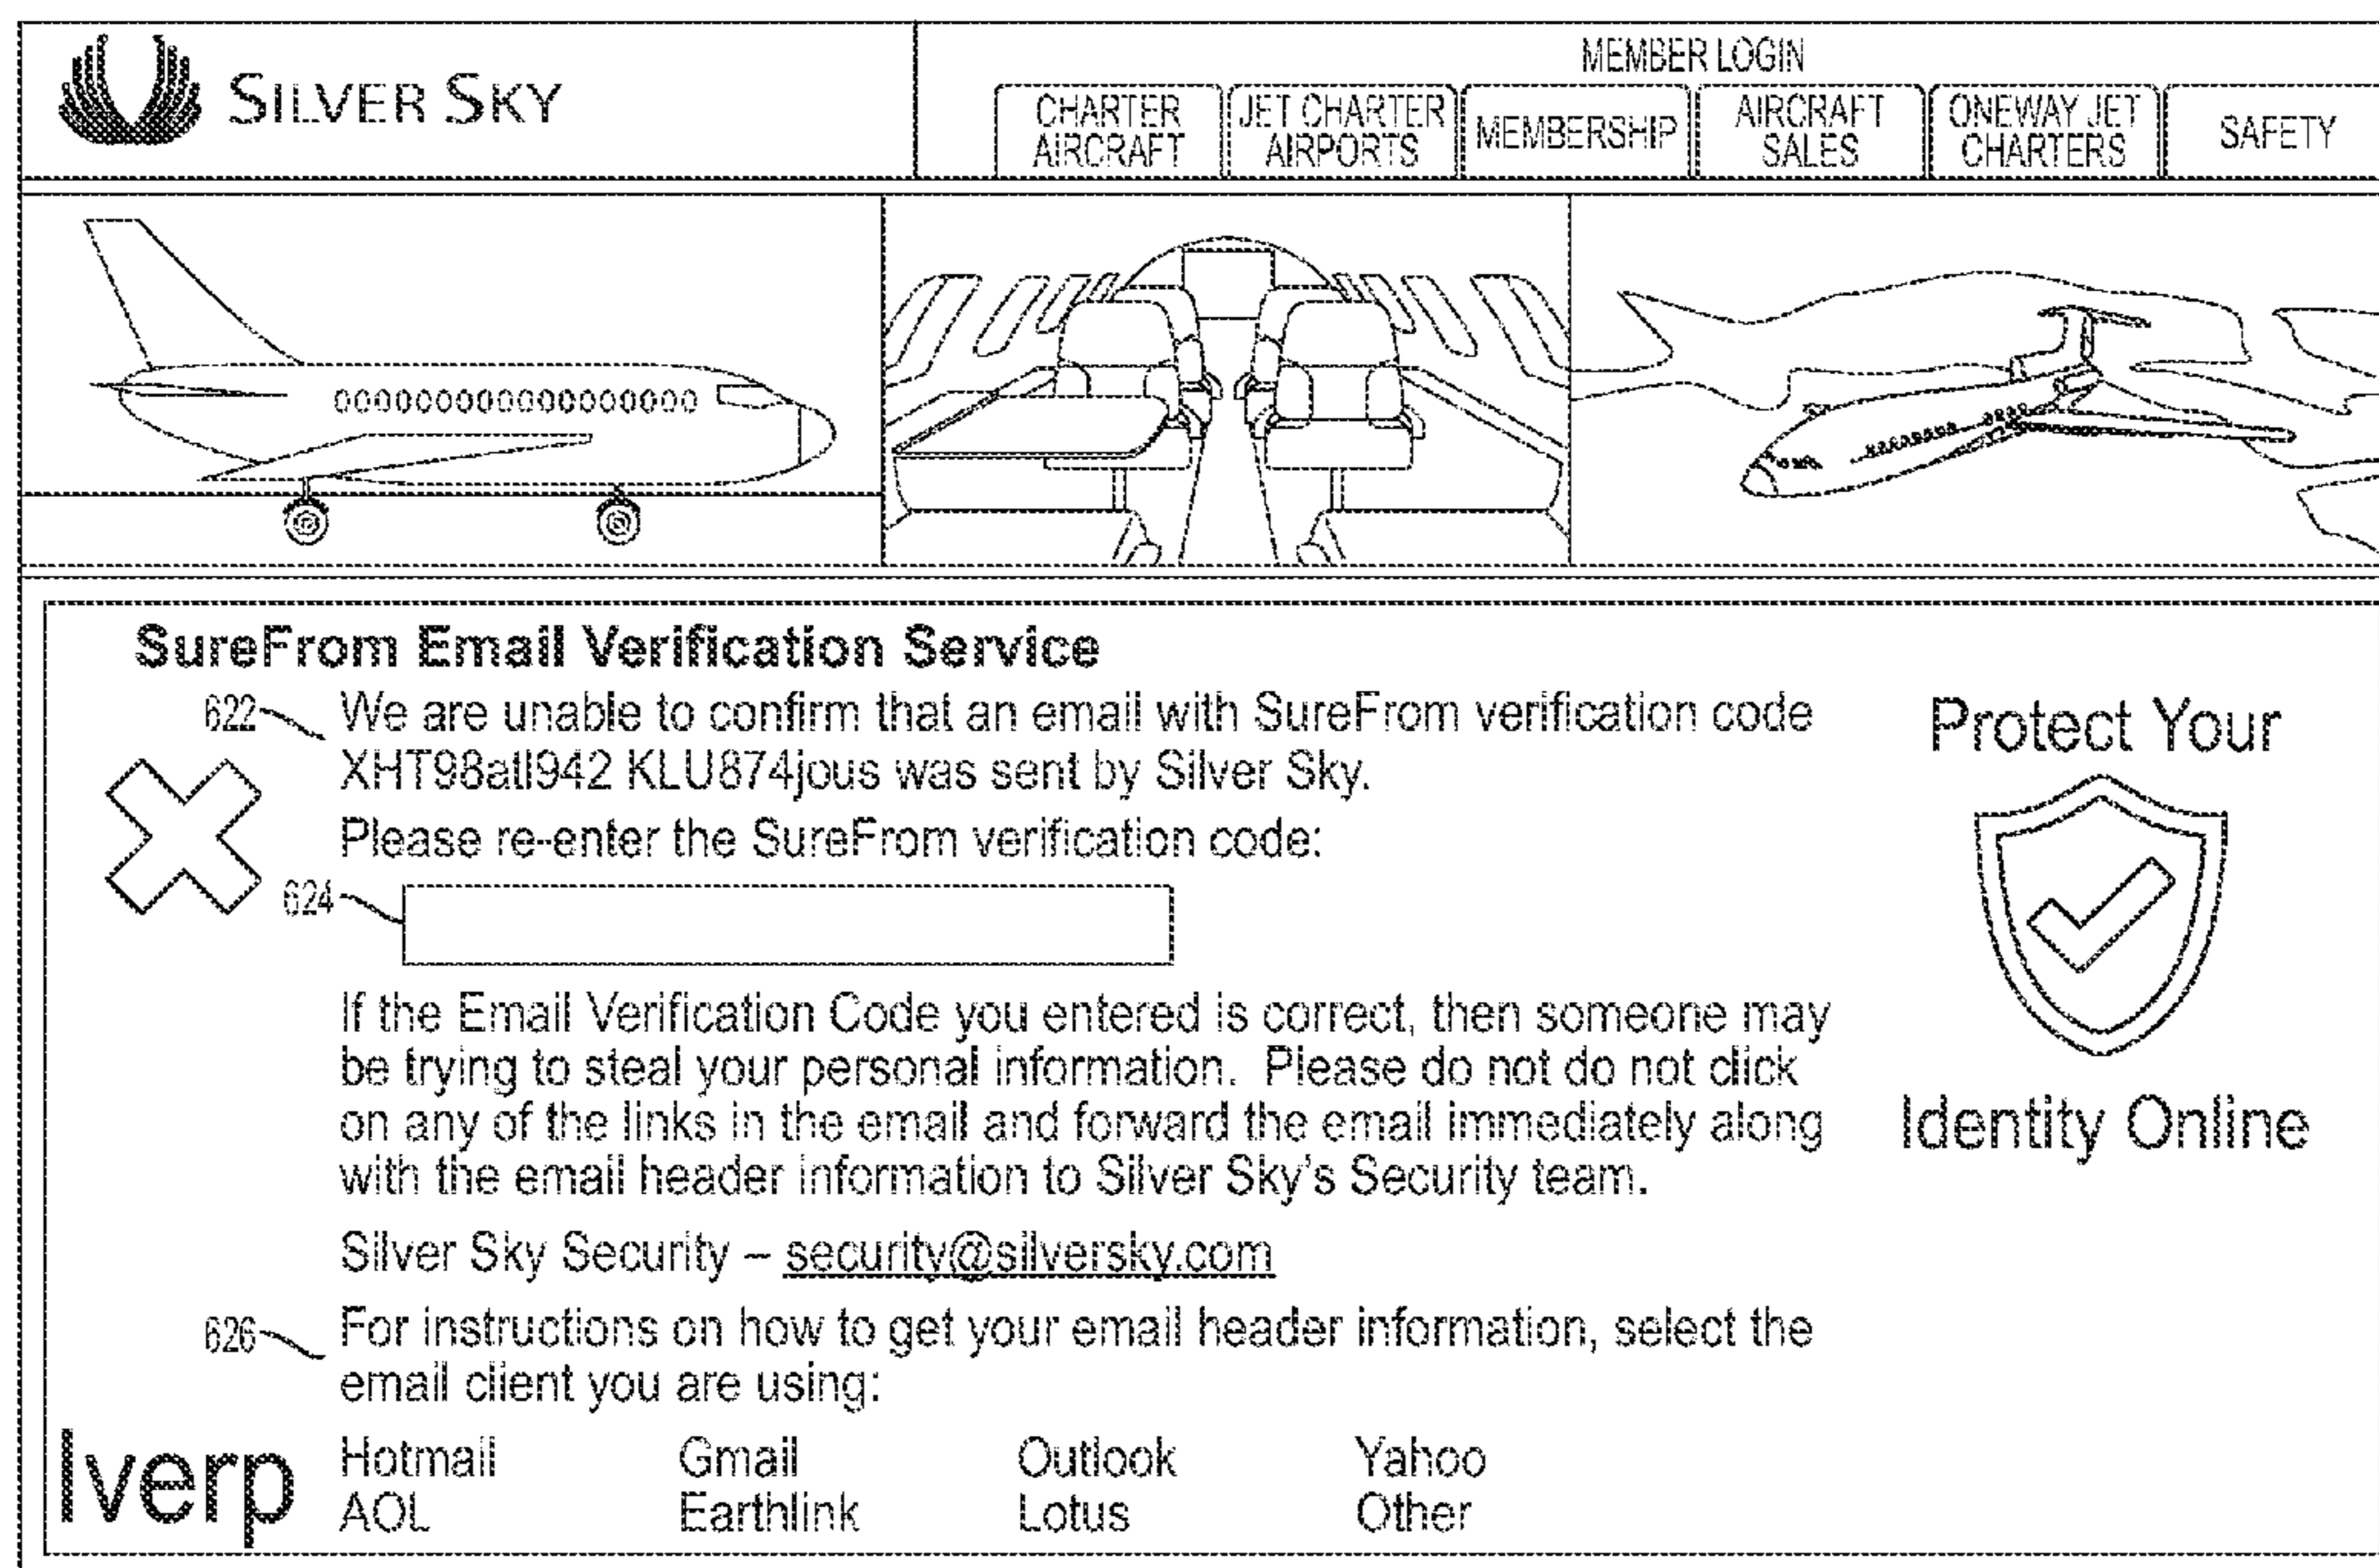 SILVER SKY
MEMBER LOGIN
CHARTER AIRCRAFT
JET CHARTER AIRPORTS
MEMBERSHIP
AIRCRAFT SALES
ONEWAY JET CHARTERS
SAFETY
SureFrom Email Verification Service
622
We are unable to confirm that an email with SureFrom verification code
XHT98atl942 KLU874jous was sent by Silver Sky.
Please re-enter the SureFrom verification code:
624
If the Email Verification Code you entered is correct, then someone may
be trying to steal your personal information. Please do not do not click
on any of the links in the email and forward the email immediately along
with the email header information to Silver Sky's Security team.
Silver Sky Security – security@silversky.com
626
For instructions on how to get your email header information, select the
email client you are using:
Hotmail Gmail Outlook Yahoo
AOL Earthlink Lotus Other
Iverp
Protect Your
Identity Online